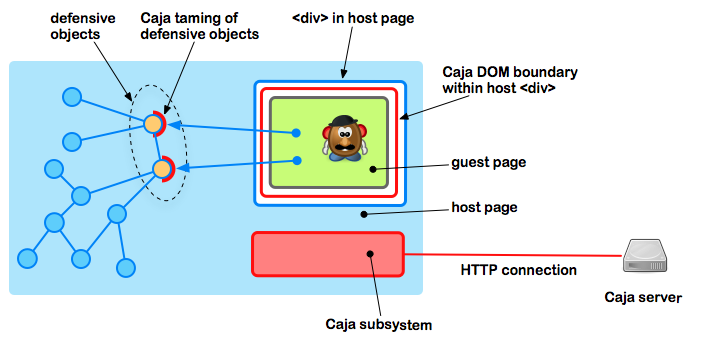 defensive
objects
Caja taming of
defensive objects
<div> in host page
Caja DOM boundary
within host <div>
guest page
host page
HTTP connection
Caja server
Caja subsystem